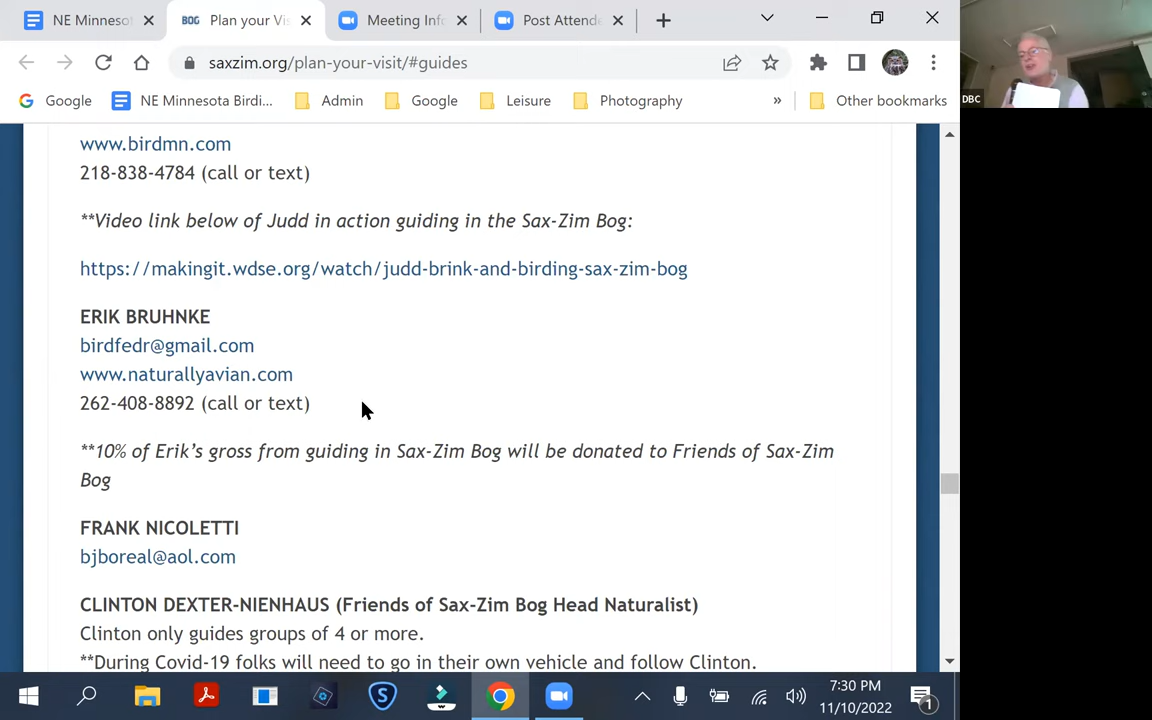 NE Minneso
BOG Plan your Vis
Meeting Info
Post Attende
saxzim.org/plan-your-visit/#guides
Google
NE Minnesota Birdi...
Admin
Google
Leisure
Photography
»
Other bookmarks
DBC
www.birdmn.com
218-838-4784 (call or text)
**Video link below of Judd in action guiding in the Sax-Zim Bog:
https://makingit.wdse.org/watch/judd-brink-and-birding-sax-zim-bog
ERIK BRUHNKE
birdfedr@gmail.com
www.naturallyavian.com
262-408-8892 (call or text)
**10% of Erik's gross from guiding in Sax-Zim Bog will be donated to Friends of Sax-Zim
Bog
FRANK NICOLETTI
bjboreal@aol.com
CLINTON DEXTER-NIENHAUS (Friends of Sax-Zim Bog Head Naturalist)
Clinton only guides groups of 4 or more.
**During Covid-19 folks will need to go in their own vehicle and follow Clinton.
7:30 PM
11/10/2022
1